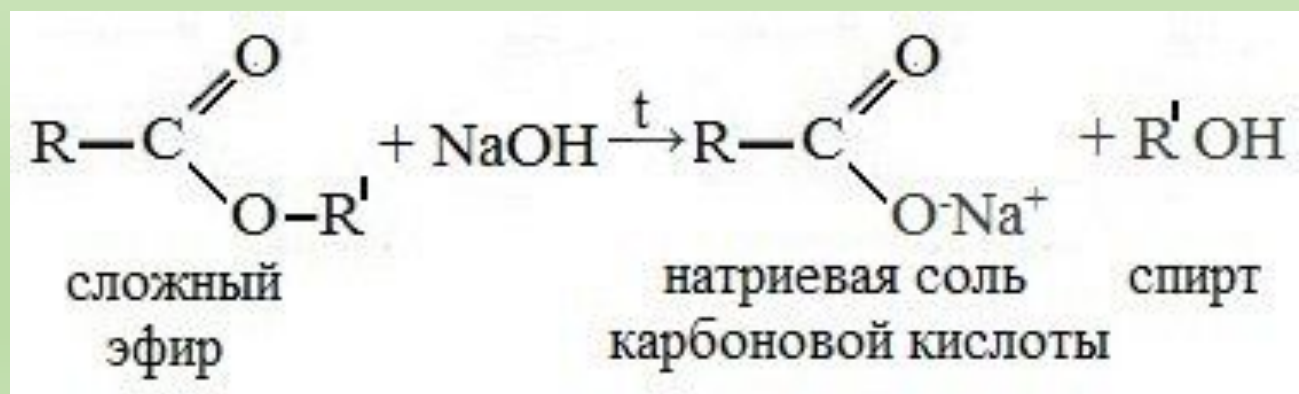 O O
R—C + NaOH —t→ R—C + R'OH
O—R' O⁻Na⁺
сложный натриевая соль спирт
эфир карбоновой кислоты